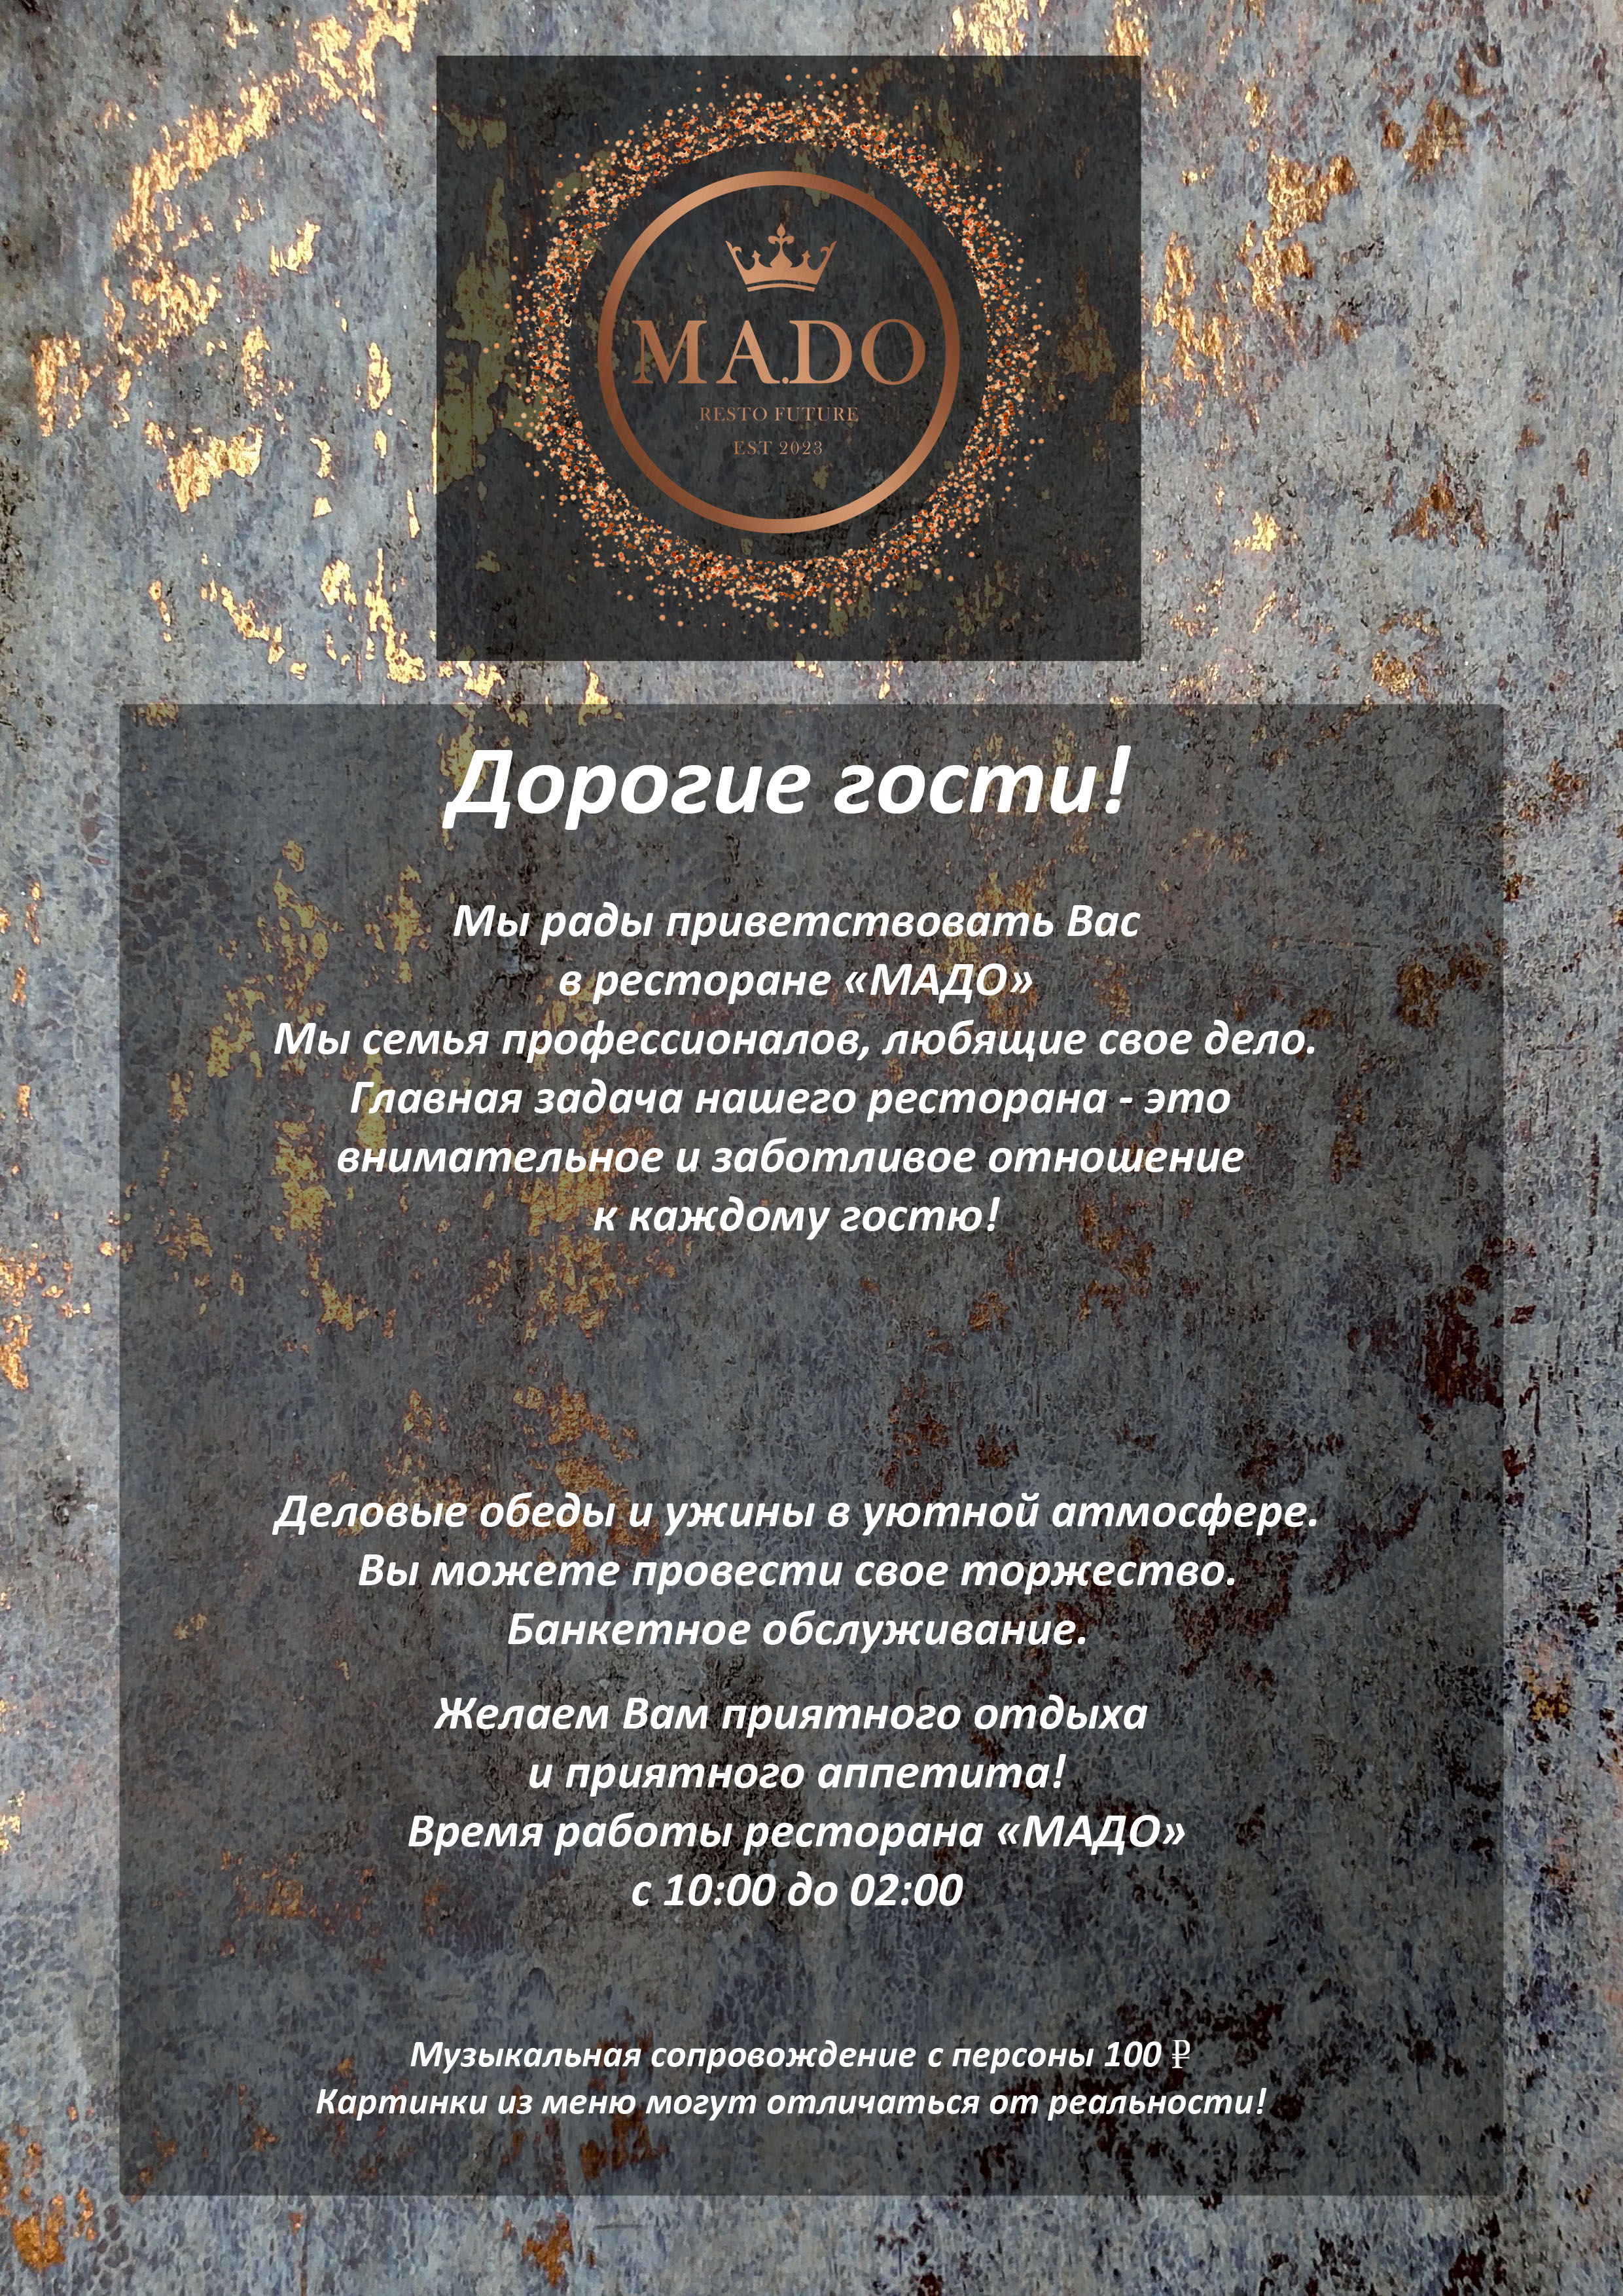 MA.DO
RESTO FUTURE
EST 2023
Дорогие гости!
Мы рады приветствовать Вас
в ресторане «МАДО»
Мы семья профессионалов, любящие свое дело.
Главная задача нашего ресторана - это
внимательное и заботливое отношение
к каждому гостю!
Деловые обеды и ужины в уютной атмосфере.
Вы можете провести свое торжество.
Банкетное обслуживание.
Желаем Вам приятного отдыха
и приятного аппетита!
Время работы ресторана «МАДО»
с 10:00 до 02:00
Музыкальная сопровождение с персоны 100 ₽
Картинки из меню могут отличаться от реальности!